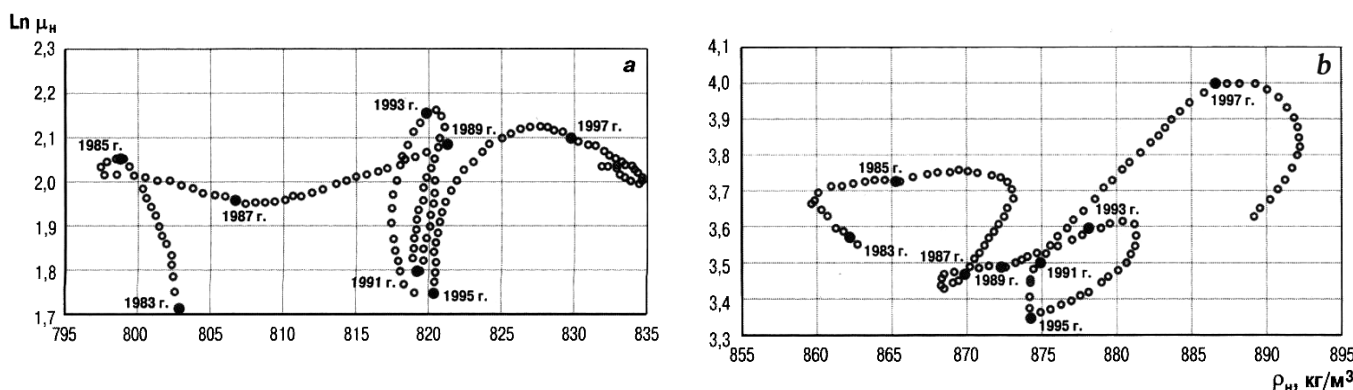 Ln μн
2,3
2,2
2,1
2,0
1,9
1,8
1,7
795
800
805
810
815
820
825
830
835
a
1983 г.
1985 г.
1987 г.
1989 г.
1991 г.
1993 г.
1995 г.
1997 г.
4,1
4,0
3,9
3,8
3,7
3,6
3,5
3,4
3,3
855
860
865
870
875
880
885
890
895
b
1983 г.
1985 г.
1987 г.
1989 г.
1991 г.
1993 г.
1995 г.
1997 г.
ρн, кг/м³